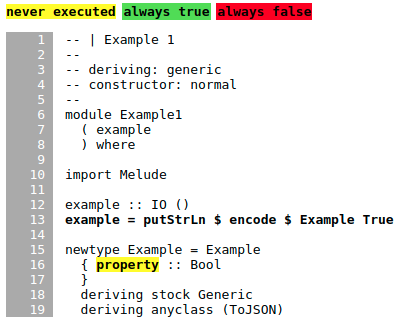 never executed always true always false
1 -- | Example 1
2 --
3 -- deriving: generic
4 -- constructor: normal
5 --
6 module Example1
7   ( example
8   ) where
9
10 import Melude
11
12 example :: IO ()
13 example = putStrLn $ encode $ Example True
14
15 newtype Example = Example
16   { property :: Bool
17   }
18   deriving stock Generic
19   deriving anyclass (ToJSON)